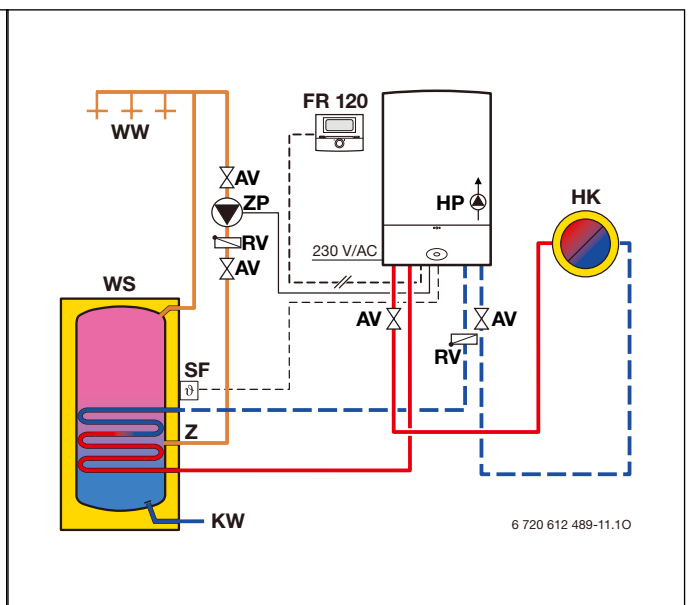 FR 120
WW
AV
ZP
HP
HK
RV
230 V/AC
AV
WS
AV
AV
RV
SF
ϑ
Z
KW
6 720 612 489-11.1O